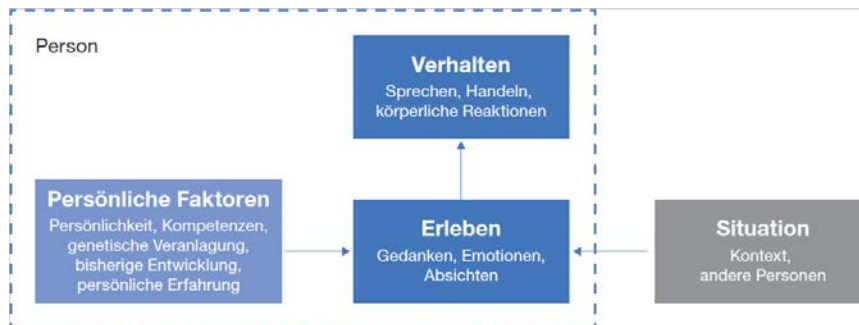 Person
Verhalten
Sprechen, Handeln,
körperliche Reaktionen
Persönliche Faktoren
Persönlichkeit, Kompetenzen,
genetische Veranlagung,
bisherige Entwicklung,
persönliche Erfahrung
Erleben
Gedanken, Emotionen,
Absichten
Situation
Kontext,
andere Personen